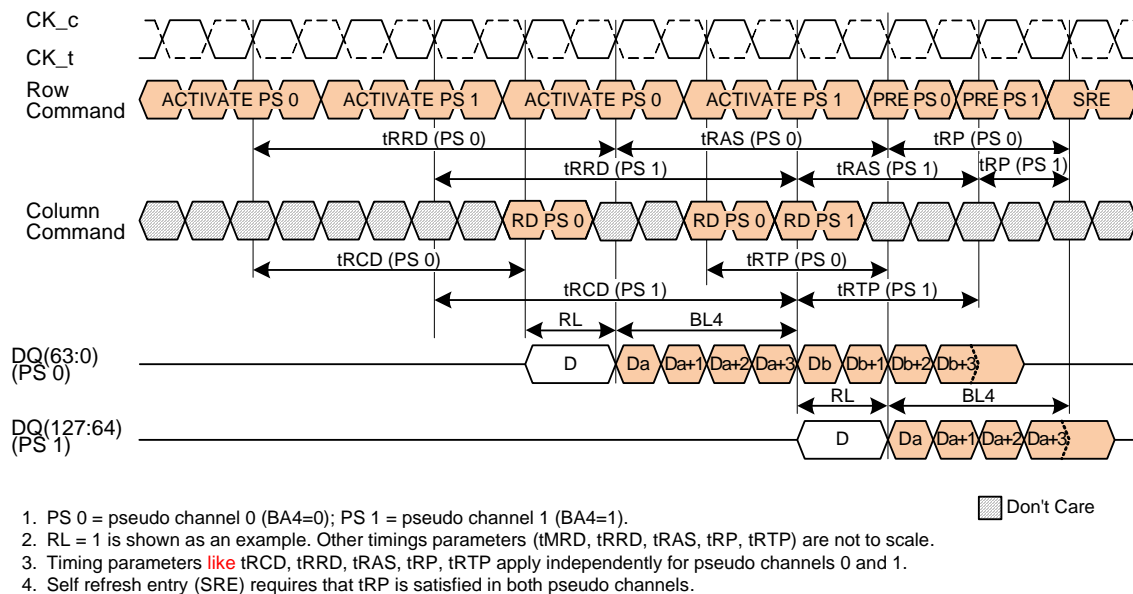 CK_c
CK_t
Row
Command
ACTIVATE PS 0 ACTIVATE PS 1 ACTIVATE PS 0 ACTIVATE PS 1 PRE PS 0 PRE PS 1 SRE
tRRD (PS 0) tRAS (PS 0) tRP (PS 0)
tRRD (PS 1) tRAS (PS 1) tRP (PS 1)
Column
Command
RD PS 0 RD PS 0 RD PS 1
tRCD (PS 0) tRTP (PS 0)
tRCD (PS 1) tRTP (PS 1)
RL BL4
DQ(63:0)
(PS 0)
D Da Da+1 Da+2 Da+3 Db Db+1 Db+2 Db+3
RL BL4
DQ(127:64)
(PS 1)
D Da Da+1 Da+2 Da+3
Don't Care
1. PS 0 = pseudo channel 0 (BA4=0); PS 1 = pseudo channel 1 (BA4=1).
2. RL = 1 is shown as an example. Other timings parameters (tMRD, tRRD, tRAS, tRP, tRTP) are not to scale.
3. Timing parameters like tRCD, tRRD, tRAS, tRP, tRTP apply independently for pseudo channels 0 and 1.
4. Self refresh entry (SRE) requires that tRP is satisfied in both pseudo channels.